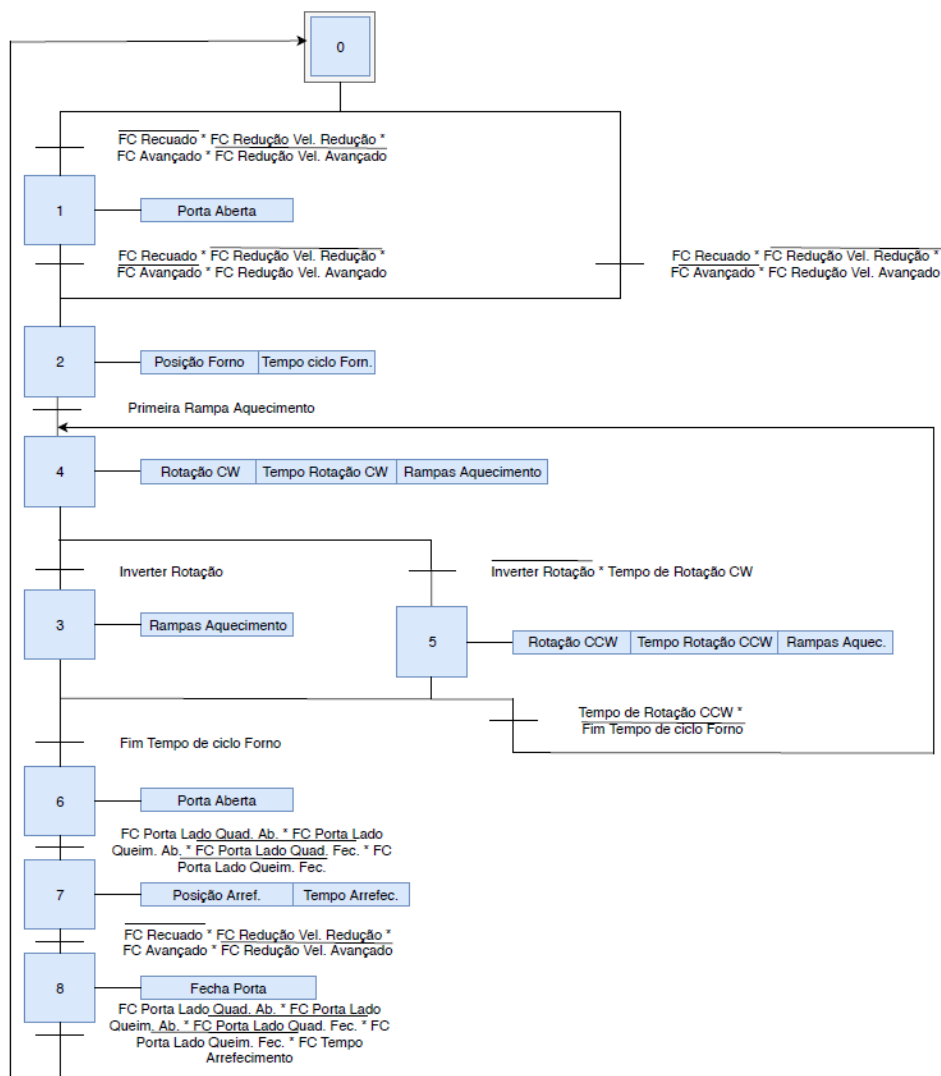 0
FC Recuado * FC Redução Vel. Redução *
FC Avançado * FC Redução Vel. Avançado
1
Porta Aberta
FC Recuado * FC Redução Vel. Redução *
FC Avançado * FC Redução Vel. Avançado
FC Recuado * FC Redução Vel. Redução *
FC Avançado * FC Redução Vel. Avançado
2
Posição Forno
Tempo ciclo Forn.
Primeira Rampa Aquecimento
4
Rotação CW
Tempo Rotação CW
Rampas Aquecimento
Inverter Rotação
Inverter Rotação * Tempo de Rotação CW
3
Rampas Aquecimento
5
Rotação CCW
Tempo Rotação CCW
Rampas Aquec.
Tempo de Rotação CCW *
Fim Tempo de ciclo Forno
Fim Tempo de ciclo Forno
6
Porta Aberta
FC Porta Lado Quad. Ab. * FC Porta Lado
Queim. Ab. * FC Porta Lado Quad. Fec. * FC
Porta Lado Queim. Fec.
7
Posição Arref.
Tempo Arrefec.
FC Recuado * FC Redução Vel. Redução *
FC Avançado * FC Redução Vel. Avançado
8
Fecha Porta
FC Porta Lado Quad. Ab. * FC Porta Lado
Queim. Ab. * FC Porta Lado Quad. Fec. * FC
Porta Lado Queim. Fec. * FC Tempo
Arrefecimento